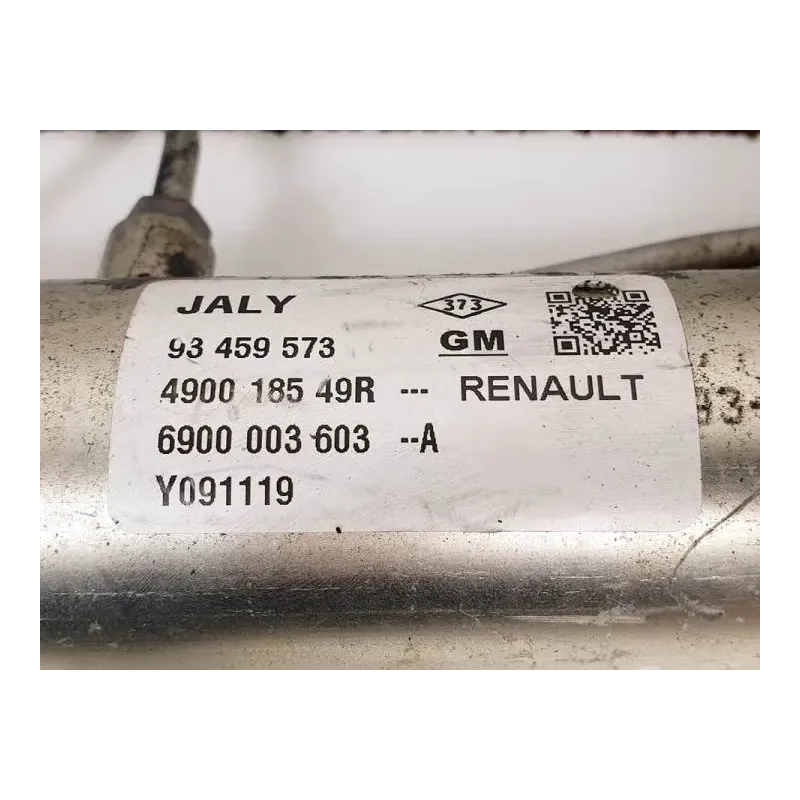 JALY 373
93 459 573 GM
4900 185 49R --- RENAULT
6900 003 603 --A
Y091119